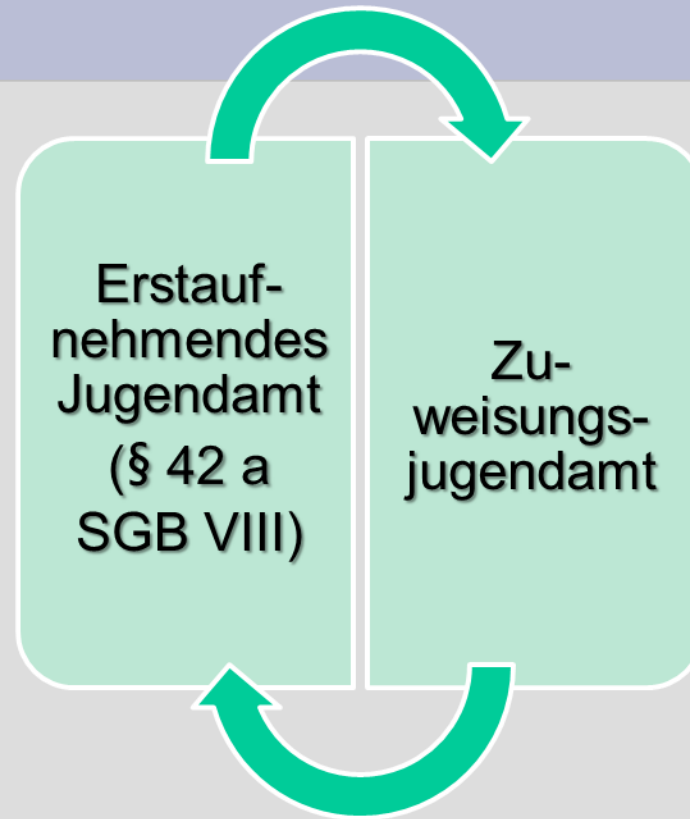 Erstauf-
nehmendes
Jugendamt
(§ 42 a
SGB VIII)
Zu-
weisungs-
jugendamt